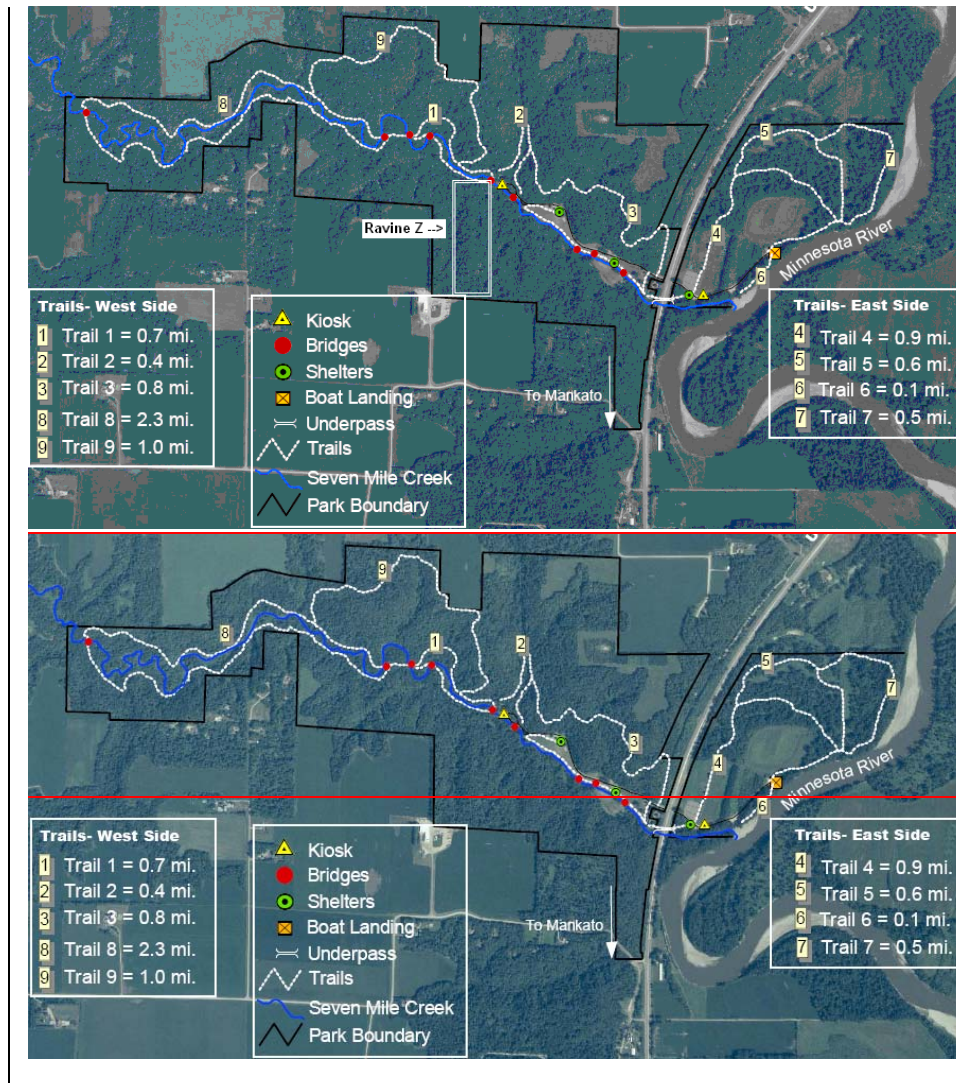 9
8
1
2
5
7
3
4
Ravine Z -->
6
Minnesota River
To Mankato
Trails- West Side
1 Trail 1 = 0.7 mi.
2 Trail 2 = 0.4 mi.
3 Trail 3 = 0.8 mi.
8 Trail 8 = 2.3 mi.
9 Trail 9 = 1.0 mi.
Kiosk
Bridges
Shelters
Boat Landing
Underpass
Trails
Seven Mile Creek
Park Boundary
Trails- East Side
4 Trail 4 = 0.9 mi.
5 Trail 5 = 0.6 mi.
6 Trail 6 = 0.1 mi.
7 Trail 7 = 0.5 mi.
9
8
1
2
5
7
3
4
6
Minnesota River
To Mankato
Trails- West Side
1 Trail 1 = 0.7 mi.
2 Trail 2 = 0.4 mi.
3 Trail 3 = 0.8 mi.
8 Trail 8 = 2.3 mi.
9 Trail 9 = 1.0 mi.
Kiosk
Bridges
Shelters
Boat Landing
Underpass
Trails
Seven Mile Creek
Park Boundary
Trails- East Side
4 Trail 4 = 0.9 mi.
5 Trail 5 = 0.6 mi.
6 Trail 6 = 0.1 mi.
7 Trail 7 = 0.5 mi.